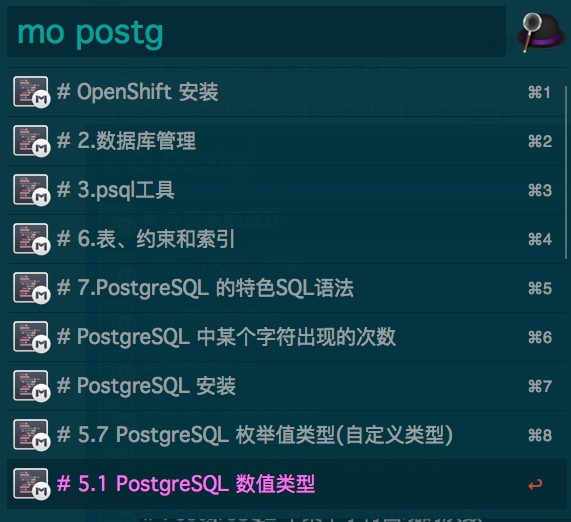 mo postg
# OpenShift 安装 ⌘1
# 2.数据库管理 ⌘2
# 3.psql工具 ⌘3
# 6.表、约束和索引 ⌘4
# 7.PostgreSQL 的特色SQL语法 ⌘5
# PostgreSQL 中某个字符出现的次数 ⌘6
# PostgreSQL 安装 ⌘7
# 5.7 PostgreSQL 枚举值类型(自定义类型) ⌘8
# 5.1 PostgreSQL 数值类型 ↩